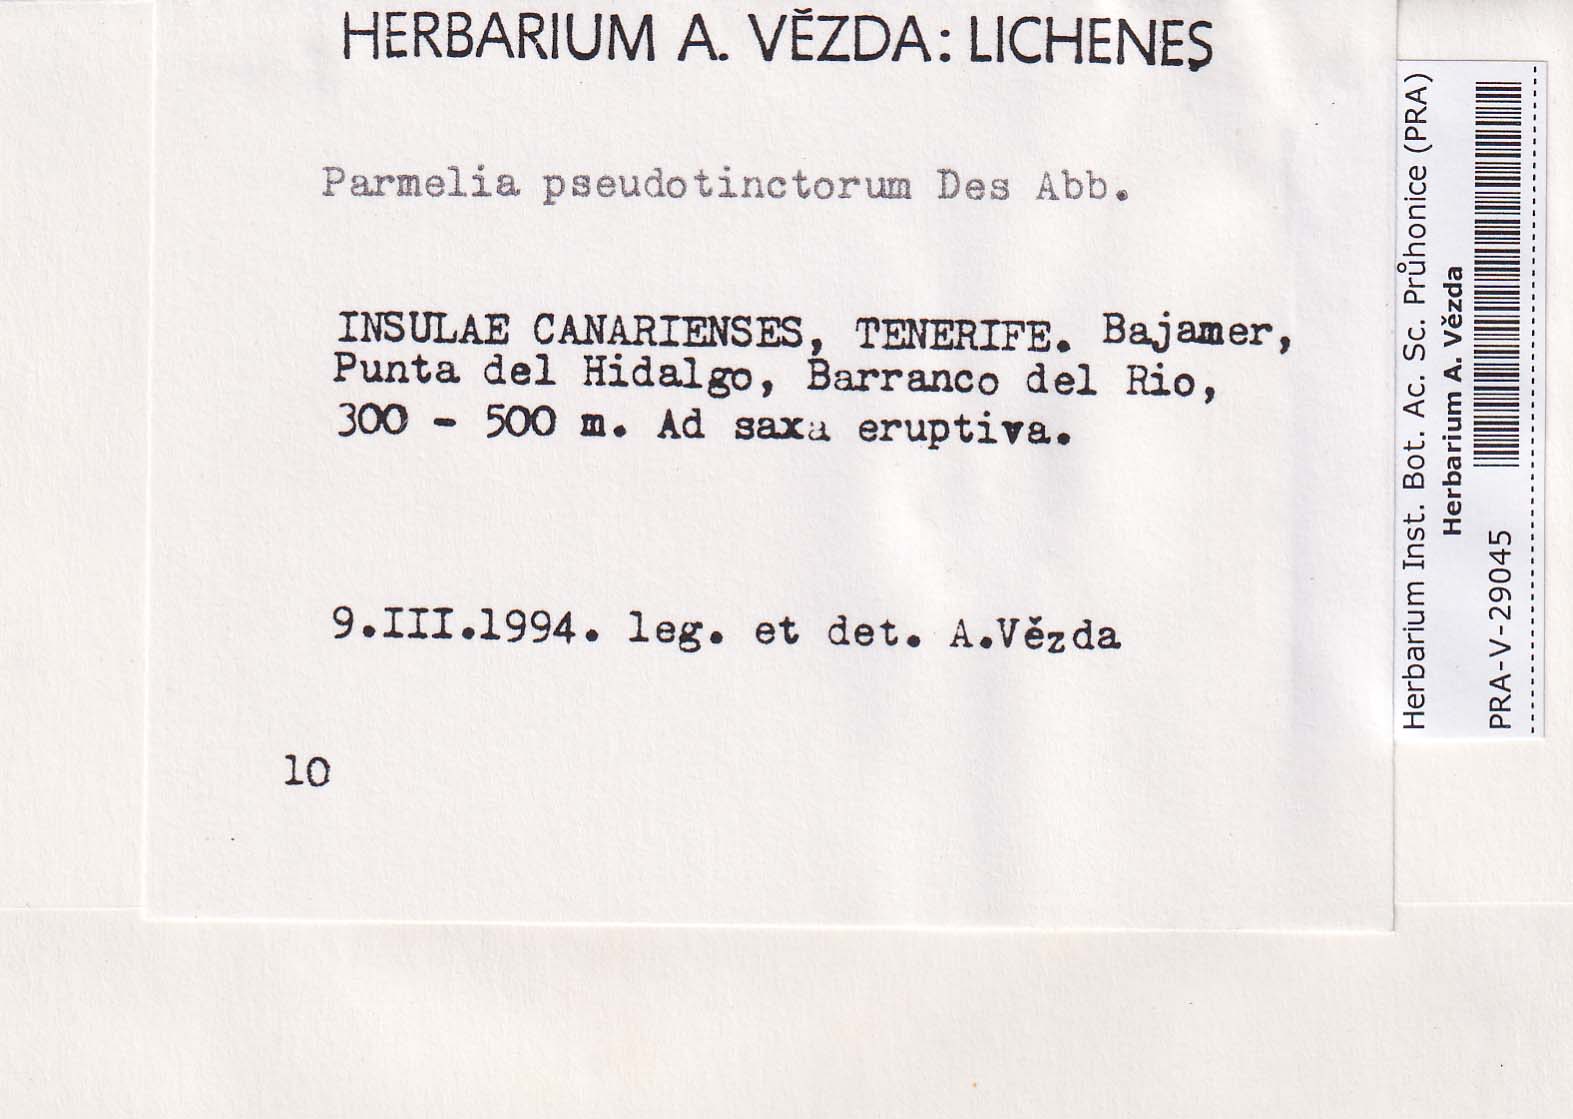 HERBARIUM A. VĚZDA: LICHENES
Parmelia pseudotinctorum Des Abb.
INSULAE CANARIENSES, TENERIFE. Bajamer,
Punta del Hidalgo, Barranco del Rio,
300 - 500 m. Ad saxa eruptiva.
9.III.1994. leg. et det. A.Vězda
10
Herbarium Inst. Bot. Ac. Sc. Průhonice (PRA)
Herbarium A. Vězda
PRA-V-29045